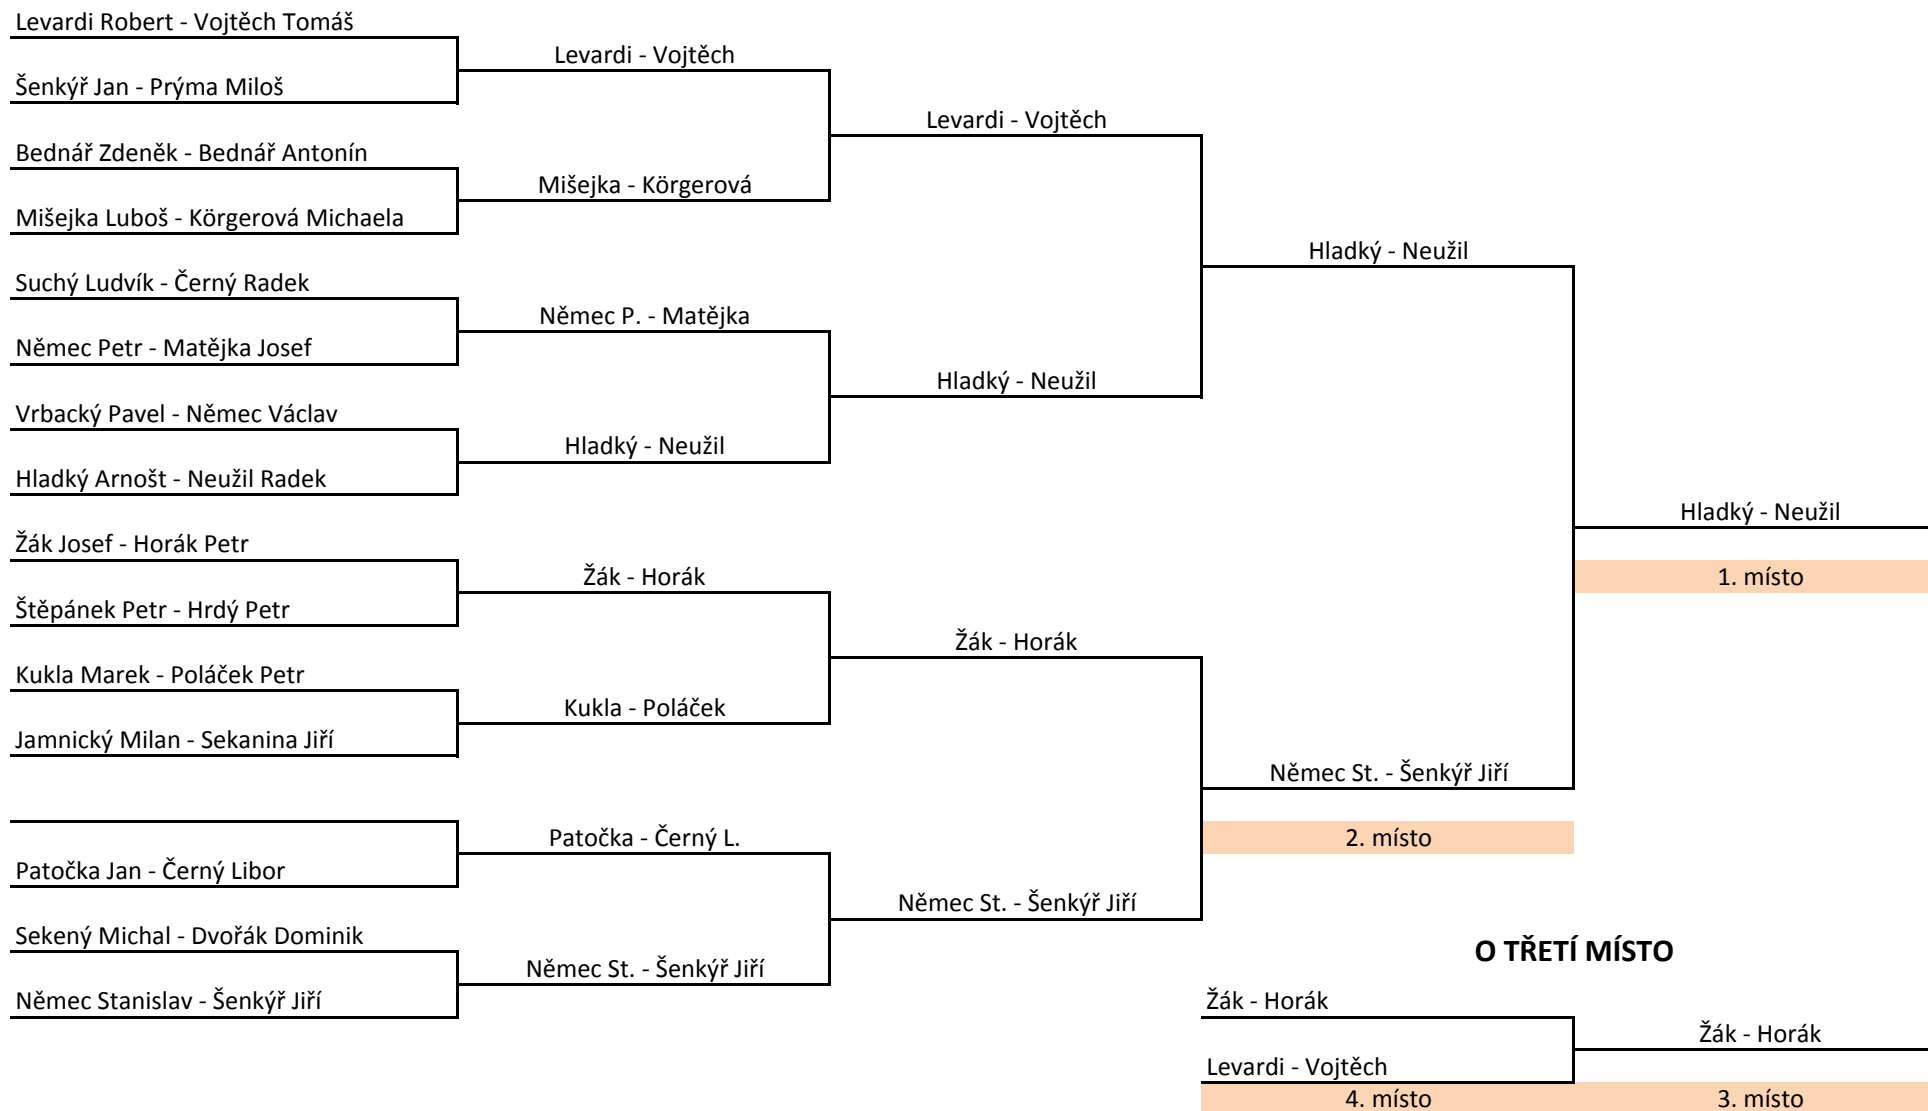 Levardi Robert - Vojtěch Tomáš
Levardi - Vojtěch
Šenkýř Jan - Prýma Miloš
Levardi - Vojtěch
Bednář Zdeněk - Bednář Antonín
Mišejka - Körgerová
Mišejka Luboš - Körgerová Michaela
Hladký - Neužil
Suchý Ludvík - Černý Radek
Němec P. - Matějka
Němec Petr - Matějka Josef
Hladký - Neužil
Vrbacký Pavel - Němec Václav
Hladký - Neužil
Hladký Arnošt - Neužil Radek
Hladký - Neužil
Žák Josef - Horák Petr
Žák - Horák
1. místo
Štěpánek Petr - Hrdý Petr
Žák - Horák
Kukla Marek - Poláček Petr
Kukla - Poláček
Jamnický Milan - Sekanina Jiří
Němec St. - Šenkýř Jiří
Patočka - Černý L.
2. místo
Patočka Jan - Černý Libor
Němec St. - Šenkýř Jiří
Sekený Michal - Dvořák Dominik
O TŘETÍ MÍSTO
Němec St. - Šenkýř Jiří
Němec Stanislav - Šenkýř Jiří
Žák - Horák
Žák - Horák
Levardi - Vojtěch
4. místo
3. místo